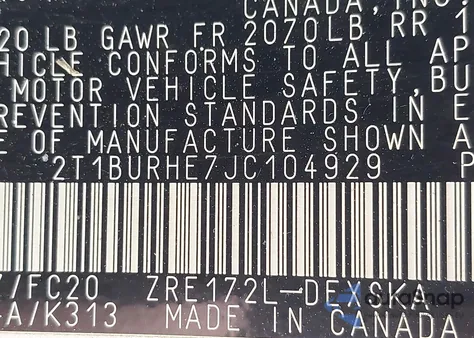 CANADA, INC.
20 LB GAWR FR 2070LB RR 1
HICLE CONFORMS TO ALL AP
MOTOR VEHICLE SAFETY, BU
REVENTION STANDARDS IN E
E OF MANUFACTURE SHOWN A
2T1BURHE7JC104929 P
/FC20 ZRE172L-DEXSKA
A/K313 MADE IN CANADA